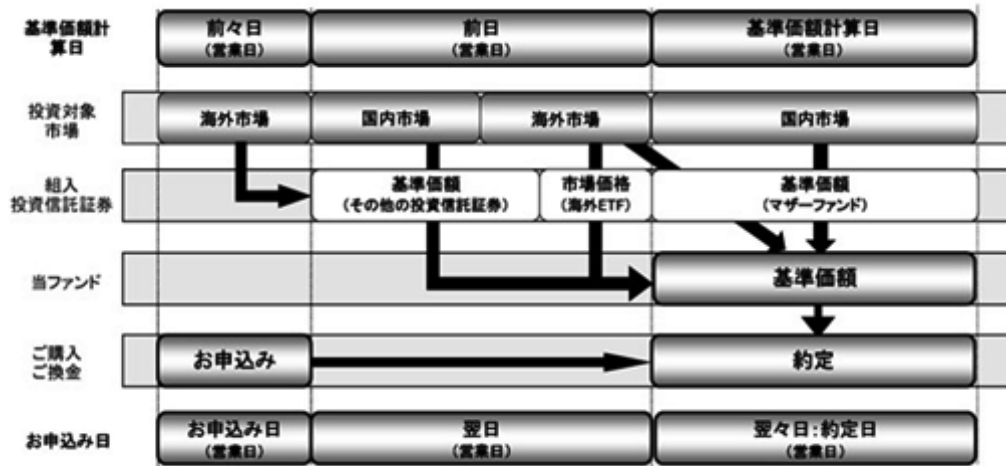 基準価額計
算日
前々日
(営業日)
前日
(営業日)
基準価額計算日
(営業日)
投資対象
市場
海外市場
国内市場
海外市場
国内市場
組入
投資信託証券
基準価額
(その他の投資信託証券)
市場価格
(海外ETF)
基準価額
(マザーファンド)
当ファンド
基準価額
ご購入
ご換金
お申込み
約定
お申込み日
お申込み日
(営業日)
翌日
(営業日)
翌々日:約定日
(営業日)